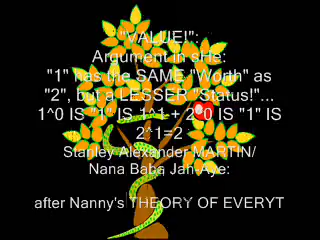 "VALUE!":
Argument in sHe:
"1" has the SAME "Worth" as
"2", but a LESSER "Status!"...
1^0 IS "1" IS 1^1 + 2^0 IS "1" IS
2^1=2
Stanley Alexander MARTIN/
Nana Baba Jah-Aye:
after Nanny's THEORY OF EVERYT